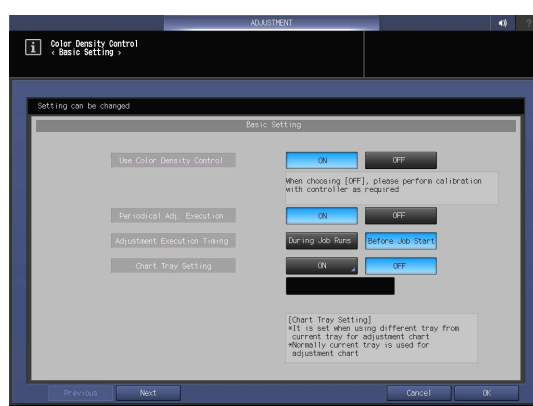 ADJUSTMENT
?
i
Color Density Control
< Basic Setting >
Setting can be changed
Basic Setting
Use Color Density Control ON OFF
When choosing [OFF], please perform calibration
with controller as required
Periodical Adj. Execution ON OFF
Adjustment Execution Timing During Job Runs Before Job Start
Chart Tray Setting ON OFF
[Chart Tray Setting]
*It is set when using different tray from
current tray for adjustment chart
*Normally current tray is used for
adjustment chart
Previous Next Cancel OK